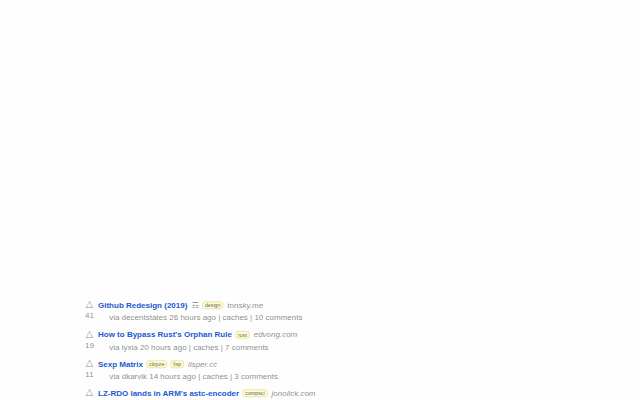 Github Redesign (2019) design tonsky.me
41 via decentstales 26 hours ago | caches | 10 comments
How to Bypass Rust's Orphan Rule rust edvong.com
19 via lyxia 20 hours ago | caches | 7 comments
Sexp Matrix clojure lisp lisper.cc
11 via dkarvik 14 hours ago | caches | 3 comments
LZ-RDO lands in ARM's astc-encoder compsci jonolick.com